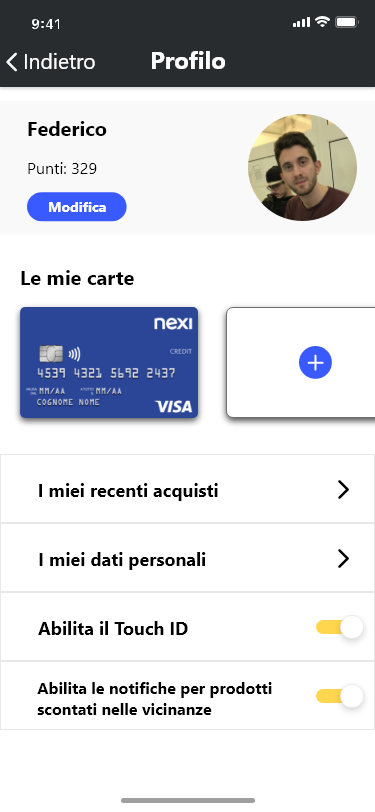 9:41
Indietro
Profilo
Federico
Punti: 329
Modifica
Le mie carte
nexi
CREDIT
4539 4321 5692 2437
MM/AA MM/AA
COGNOME NOME
VISA
I miei recenti acquisti
I miei dati personali
Abilita il Touch ID
Abilita le notifiche per prodotti
scontati nelle vicinanze